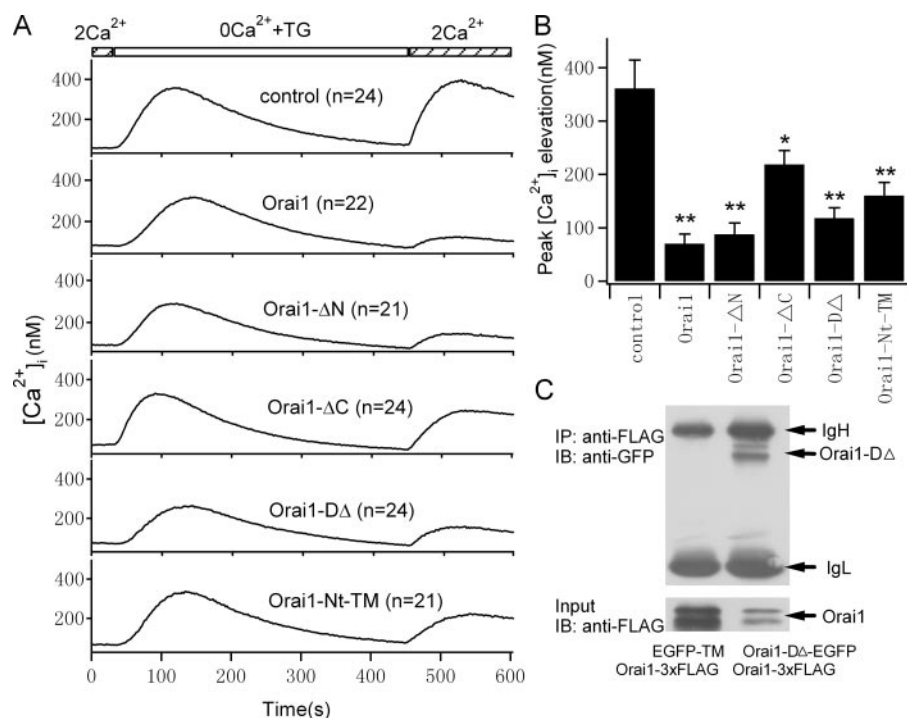 A
2Ca2+ 0Ca2++TG 2Ca2+
400
200
control (n=24)
400
200
Orai1 (n=22)
400
200
Orai1-ΔN (n=21)
400
200
Orai1-ΔC (n=24)
400
200
Orai1-DΔ (n=24)
400
200
Orai1-Nt-TM (n=21)
[Ca2+]i (nM)
0 100 200 300 400 500 600
Time(s)
B
Peak [Ca2+]i elevation(nM)
400
300
200
100
0
** ** * ** **
control
Orai1
Orai1-ΔN
Orai1-ΔC
Orai1-DΔ
Orai1-Nt-TM
C
IP: anti-FLAG
IB: anti-GFP
IgH
Orai1-DΔ
IgL
Input
IB: anti-FLAG
Orai1
EGFP-TM Orai1-DΔ-EGFP
Orai1-3xFLAG Orai1-3xFLAG